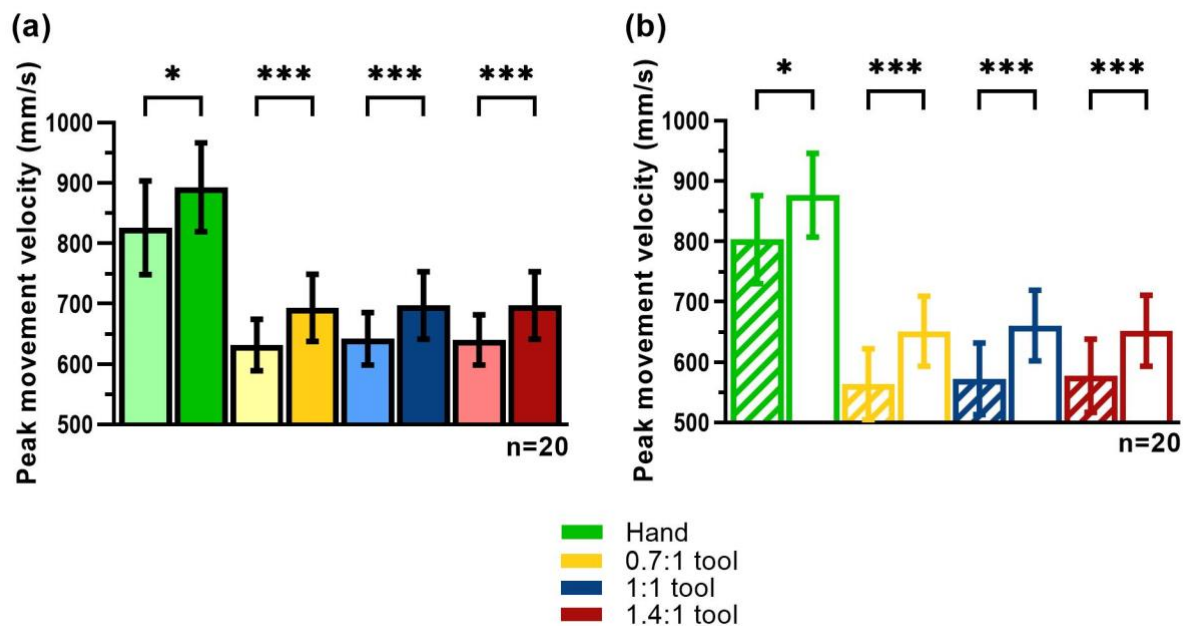 (a)
Peak movement velocity (mm/s)
* *** *** ***
1000
900
800
700
600
500
n=20
(b)
Peak movement velocity (mm/s)
* *** *** ***
1000
900
800
700
600
500
n=20
Hand
0.7:1 tool
1:1 tool
1.4:1 tool